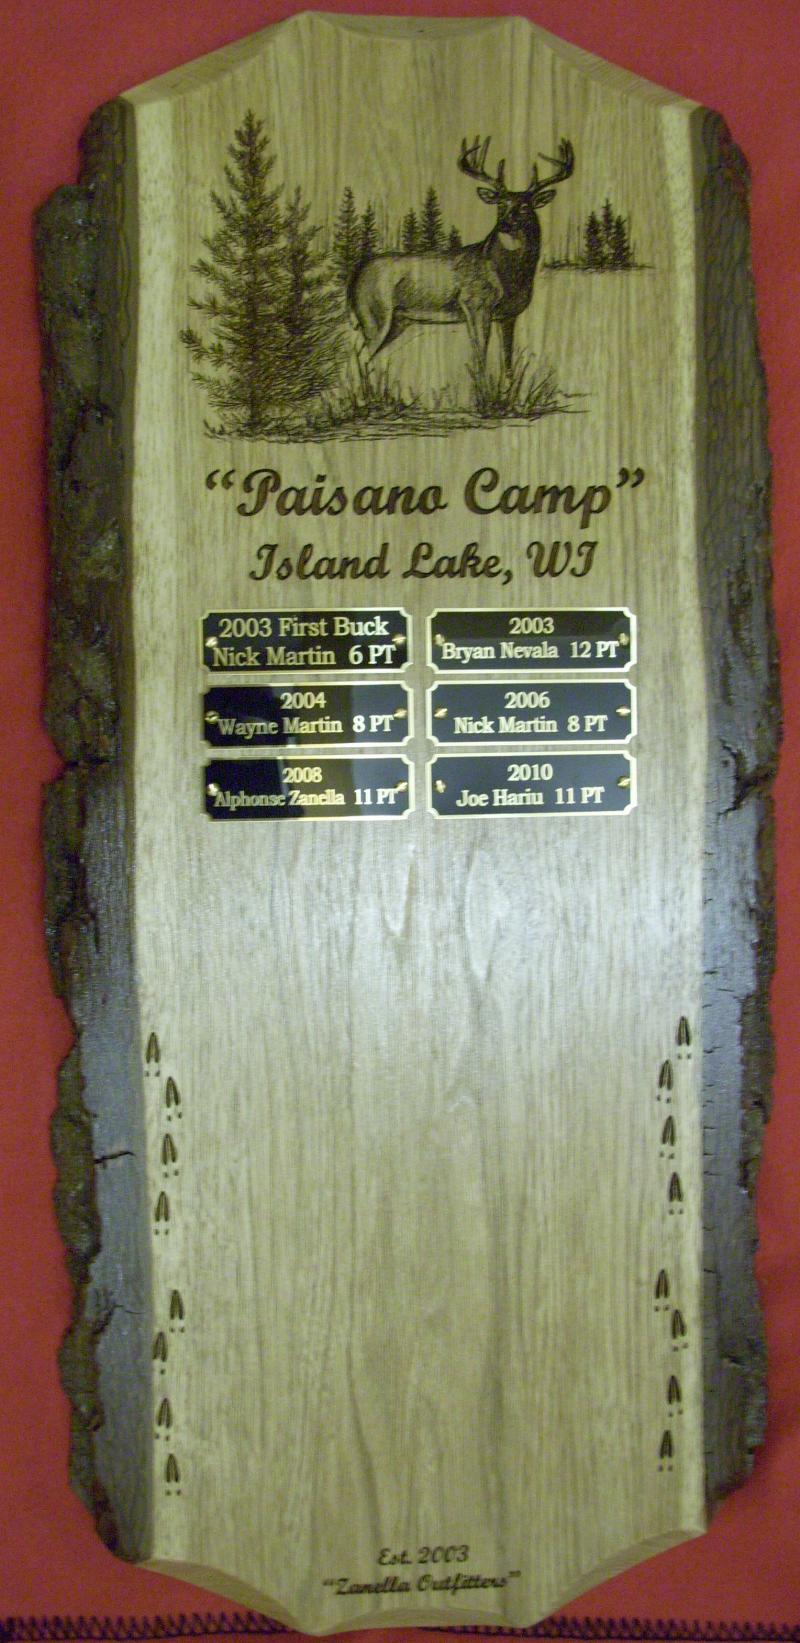 “Paisano Camp”
Island Lake, WI
2003 First Buck
Nick Martin 6 PT
2003
Bryan Nevala 12 PT
2004
Wayne Martin 8 PT
2006
Nick Martin 8 PT
2008
Alphonse Zanella 11 PT
2010
Joe Hariu 11 PT
Est. 2003
“Zanella Outfitters”